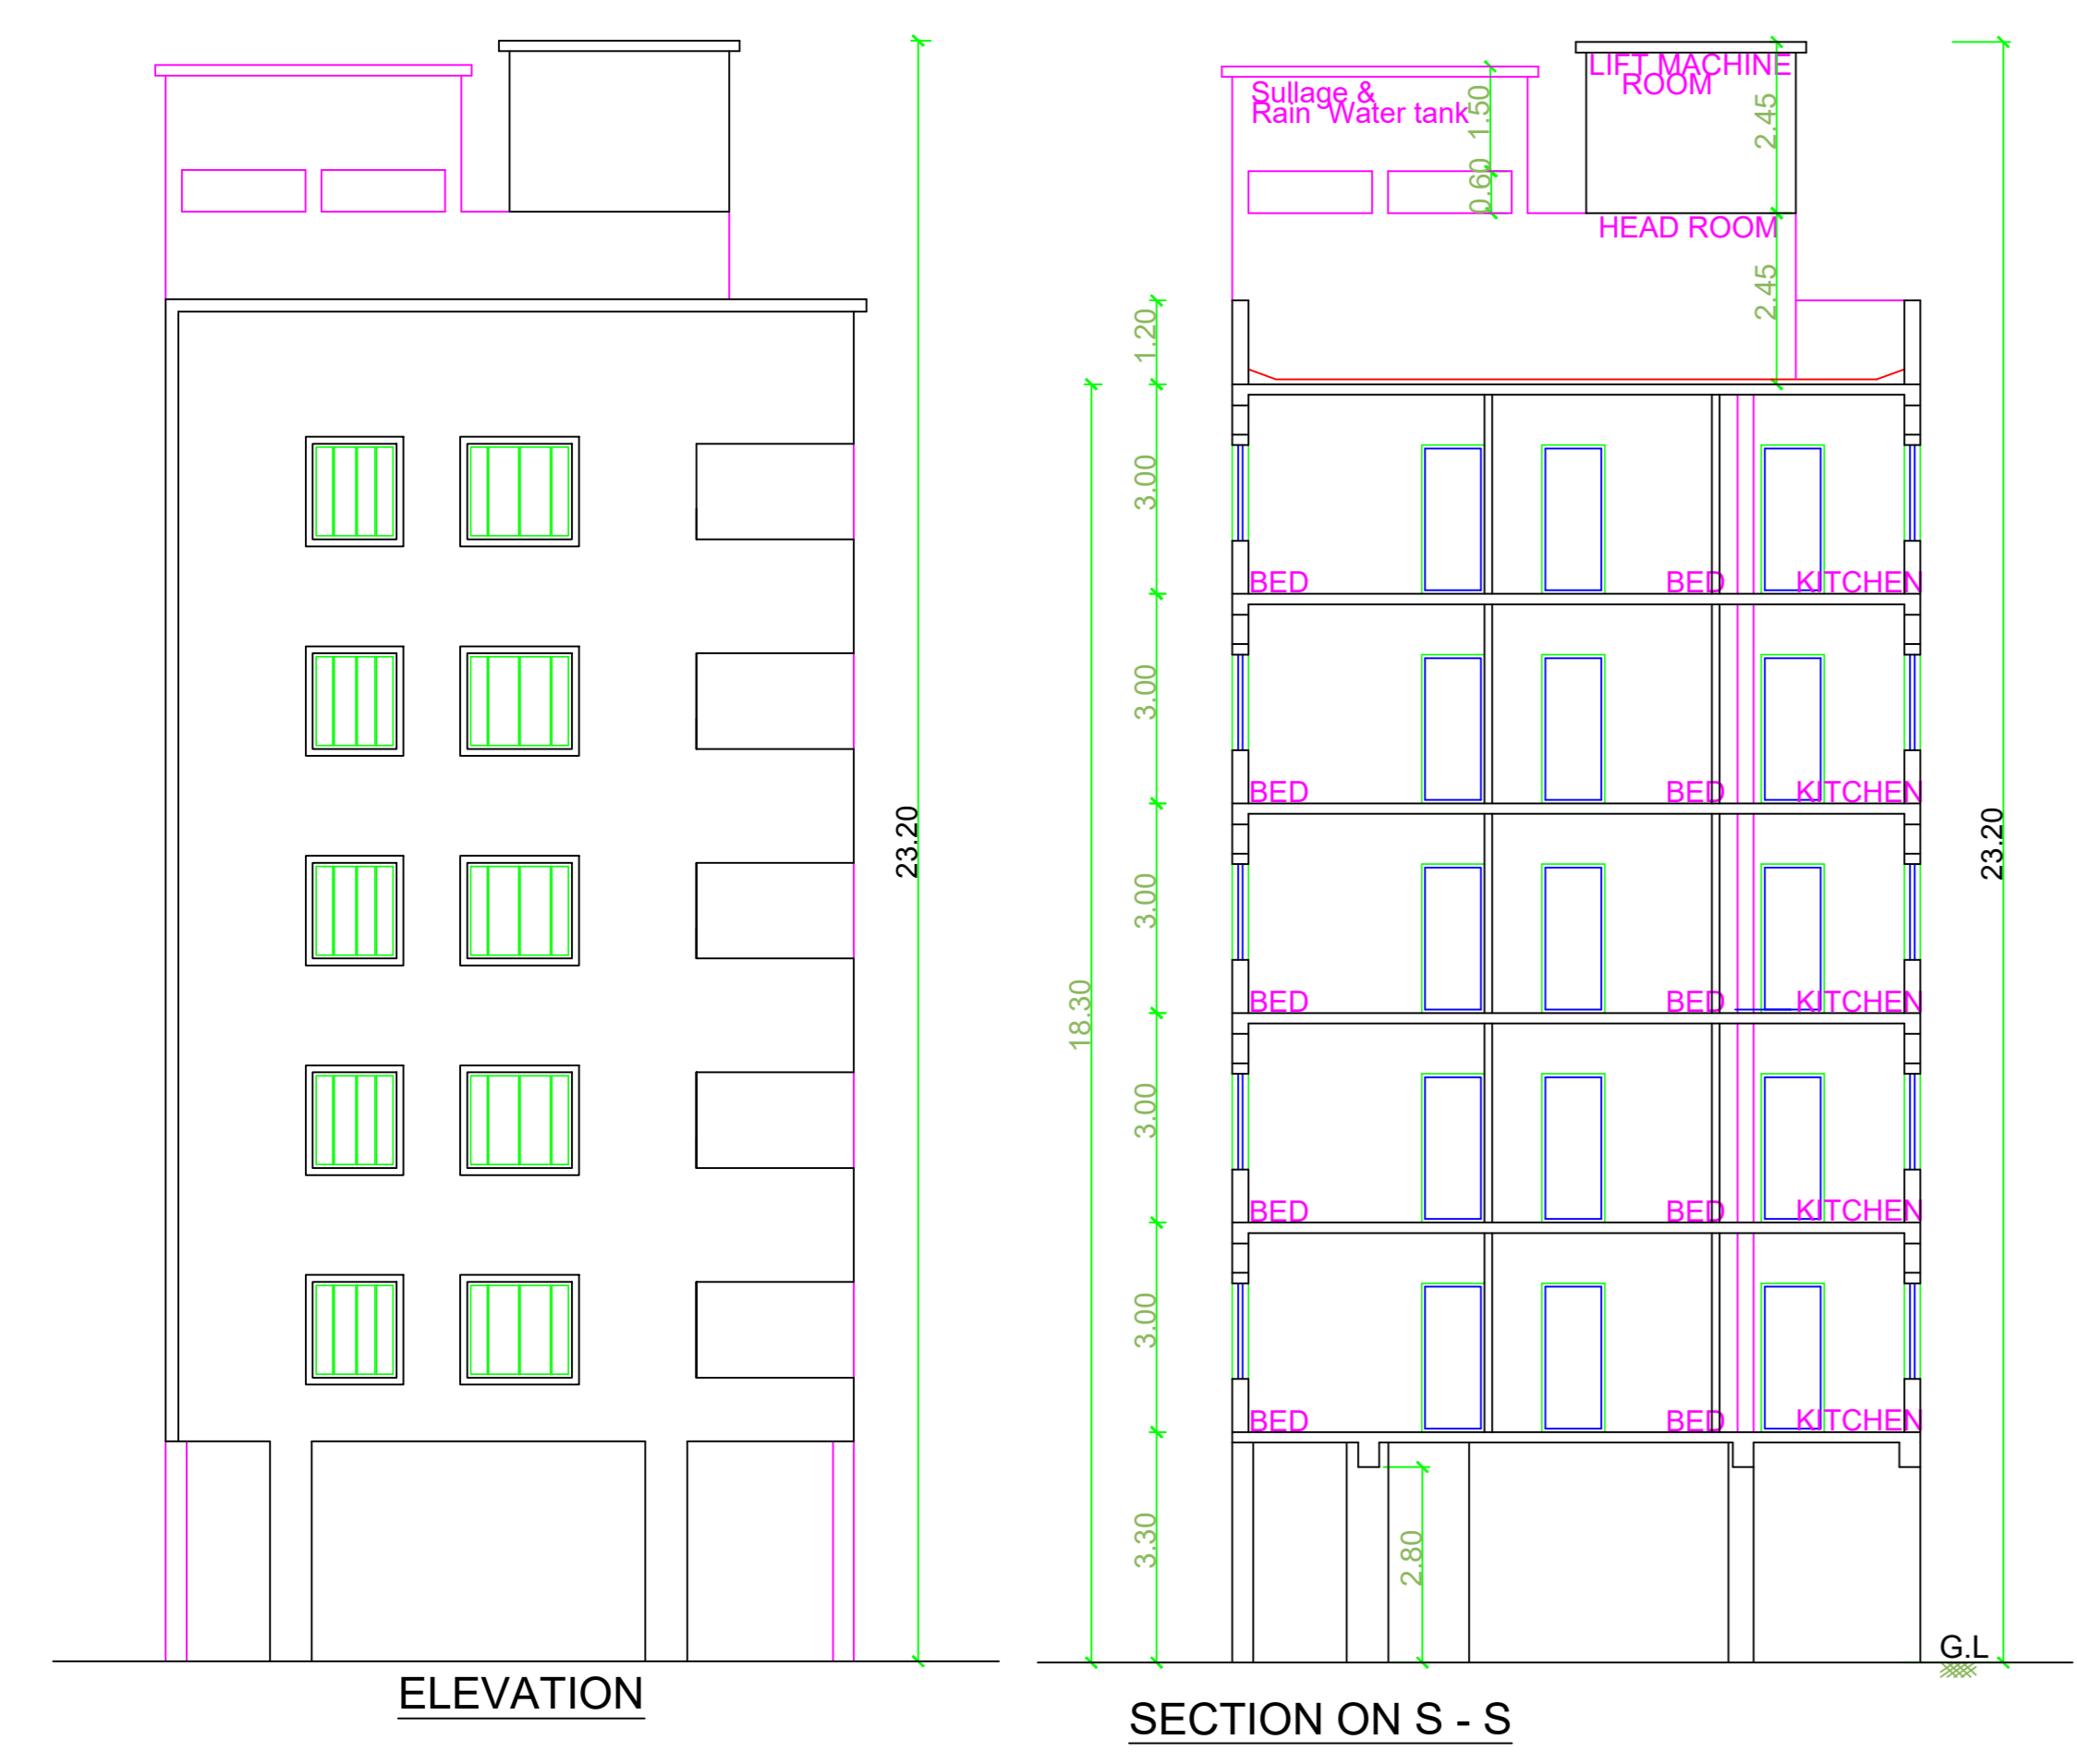 LIFT MACHINE
ROOM
Sullage &
Rain Water tank
1.50
2.45
0.60
HEAD ROOM
2.45
1.20
3.00
BED
BED
KITCHEN
3.00
BED
BED
KITCHEN
23.20
23.20
3.00
BED
BED
KITCHEN
18.30
3.00
BED
BED
KITCHEN
3.00
BED
BED
KITCHEN
3.30
2.80
G.L
ELEVATION
SECTION ON S - S